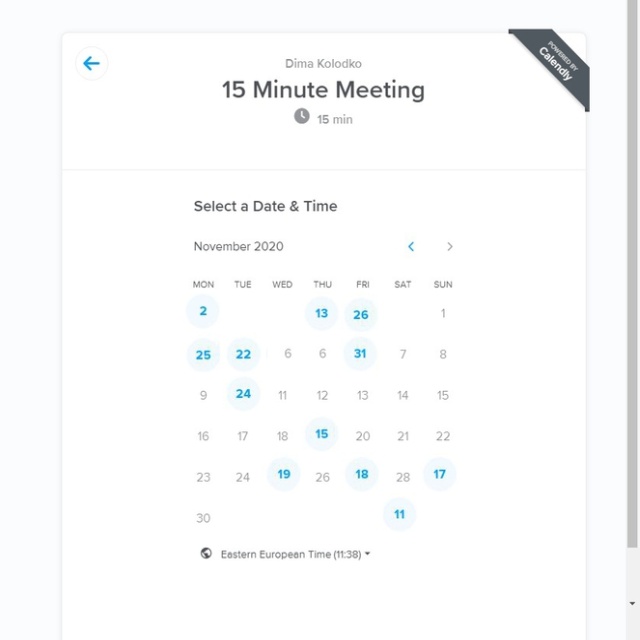 POWERED BY
Calendly
Dima Kolodko
15 Minute Meeting
15 min
Select a Date & Time
November 2020
MON TUE WED THU FRI SAT SUN
2 13 26 1
25 22 6 6 31 7 8
9 24 11 12 13 14 15
16 17 18 15 20 21 22
23 24 19 26 18 28 17
30 11
Eastern European Time (11:38)